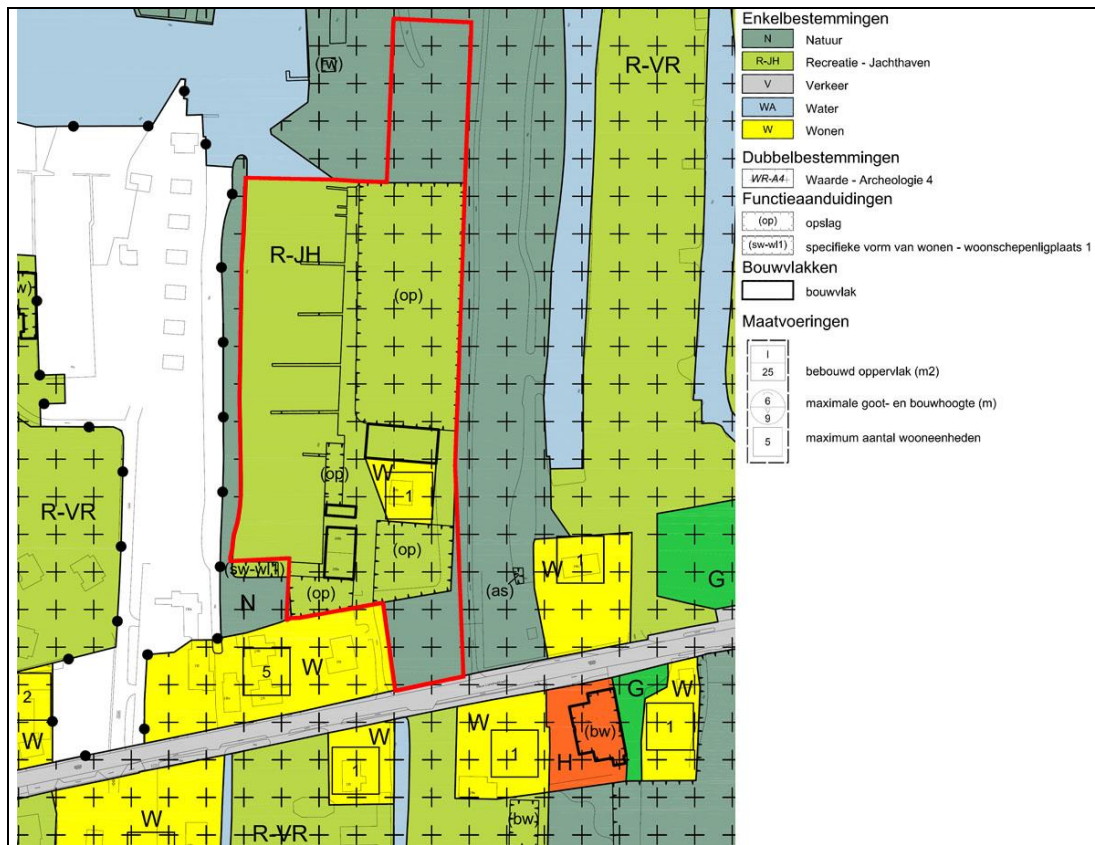 (rw)
R-VR
R-JH
(op)
w)
(op)
W
1
R-VR
(op)
(sw-wl1)
(op)
N
(as)
W
1
G
5
W
2
W
G
W
1
W
1
W
1
(bw)
H
W
R-VR
(bw)
Enkelbestemmingen
N Natuur
R-JH Recreatie - Jachthaven
V Verkeer
WA Water
W Wonen
Dubbelbestemmingen
WR-A4 Waarde - Archeologie 4
Functieaanduidingen
(op) opslag
(sw-wl1) specifieke vorm van wonen - woonschepenligplaats 1
Bouwvlakken
bouwvlak
Maatvoeringen
I
25 bebouwd oppervlak (m2)
6
9 maximale goot- en bouwhoogte (m)
5 maximum aantal wooneenheden